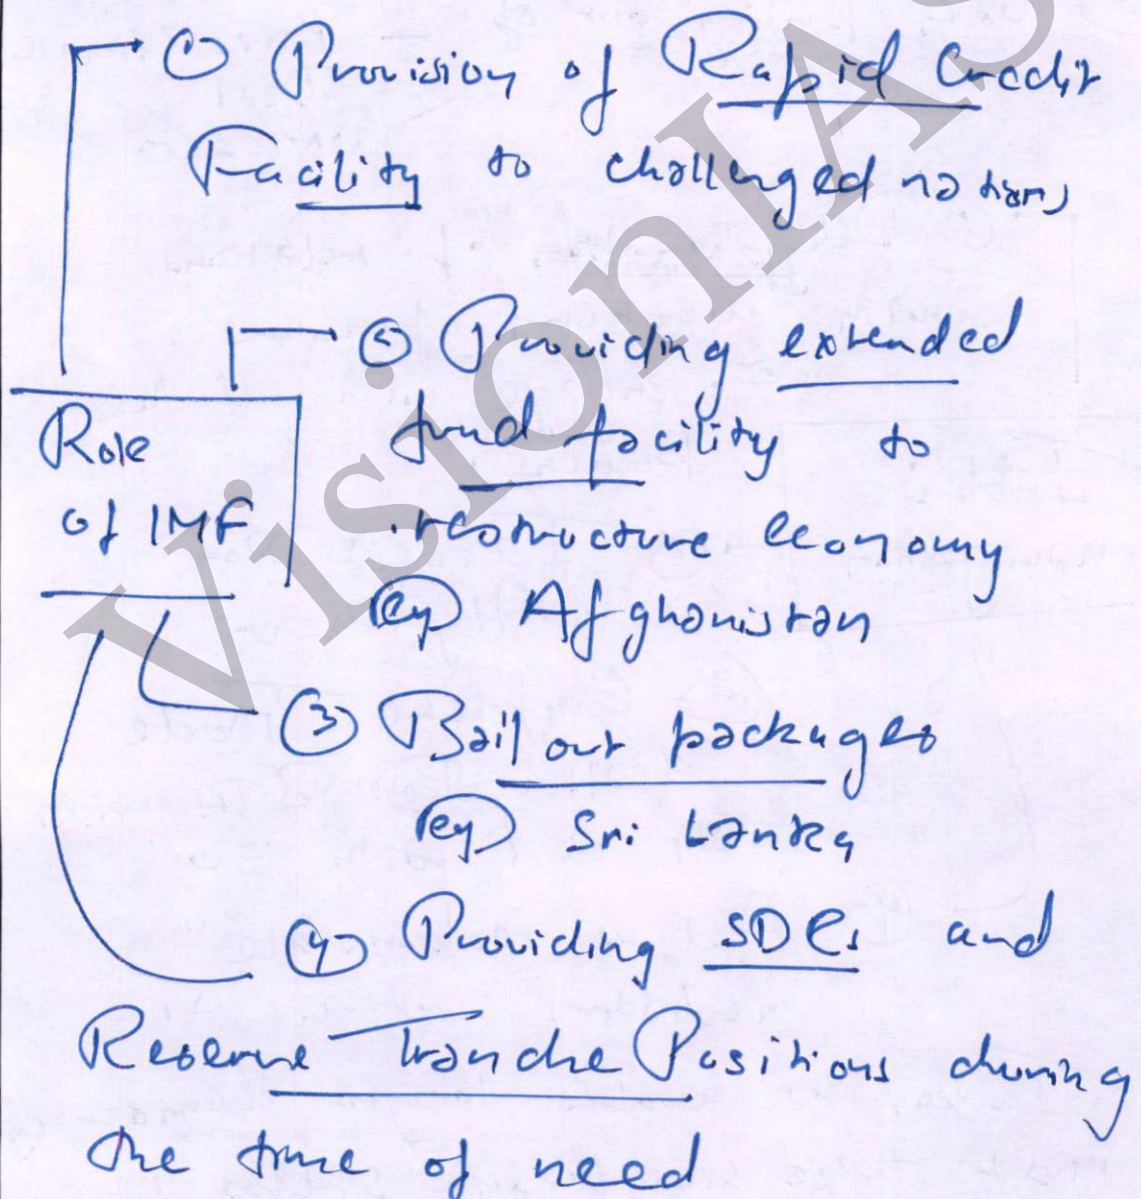 ① Provision of Rapid Credit
Facility to challenged nations
② Providing extended
fund facility to
restructure economy
eg) Afghanistan
Role
of IMF
③ Bail out packages
eg) Sri Lanka
④ Providing SDRs and
Reserve Tranche Positions during
the time of need
VisionIAS